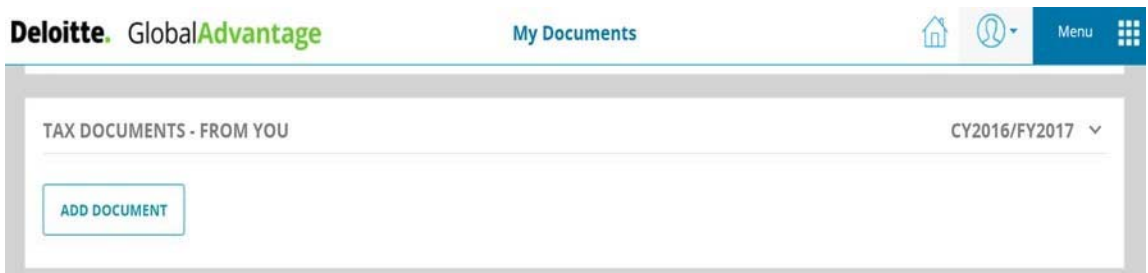 Deloitte. GlobalAdvantage My Documents Menu
TAX DOCUMENTS - FROM YOU CY2016/FY2017
ADD DOCUMENT